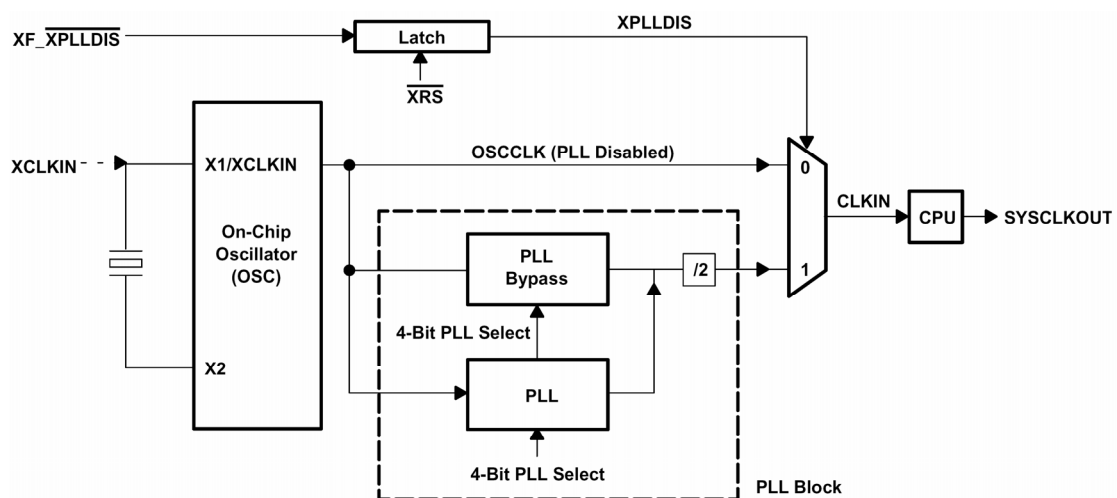 XF_XPLLDIS
Latch
XPLLDIS
XRS
XCLKIN
X1/XCLKIN
OSCCLK (PLL Disabled)
0
On-Chip
Oscillator
(OSC)
CLKIN
CPU
SYSCLKOUT
PLL
Bypass
/2
1
4-Bit PLL Select
X2
PLL
4-Bit PLL Select
PLL Block